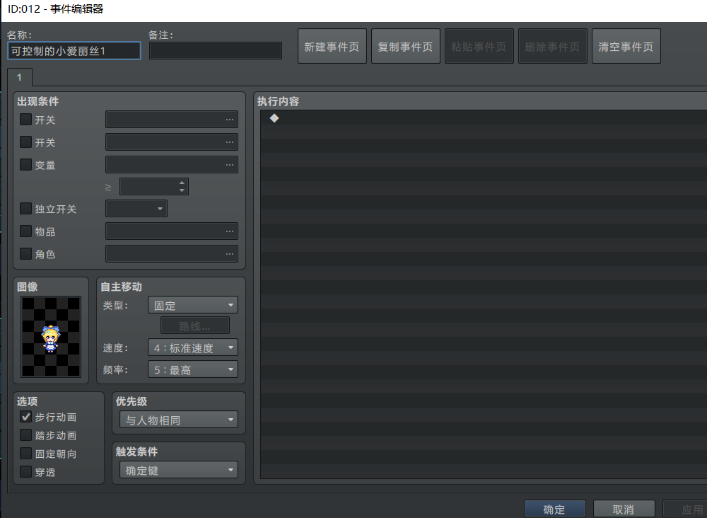 ID:012 - 事件编辑器
名称:
备注:
可控制的小爱丽丝1
新建事件页
复制事件页
粘贴事件页
删除事件页
清空事件页
1
出现条件
开关
...
开关
...
变量
...
≥
独立开关
物品
...
角色
...
图像
自主移动
类型:
固定
路线...
速度:
4:标准速度
频率:
5:最高
选项
步行动画
踏步动画
固定朝向
穿透
优先级
与人物相同
触发条件
确定键
执行内容
◆
确定
取消
应用